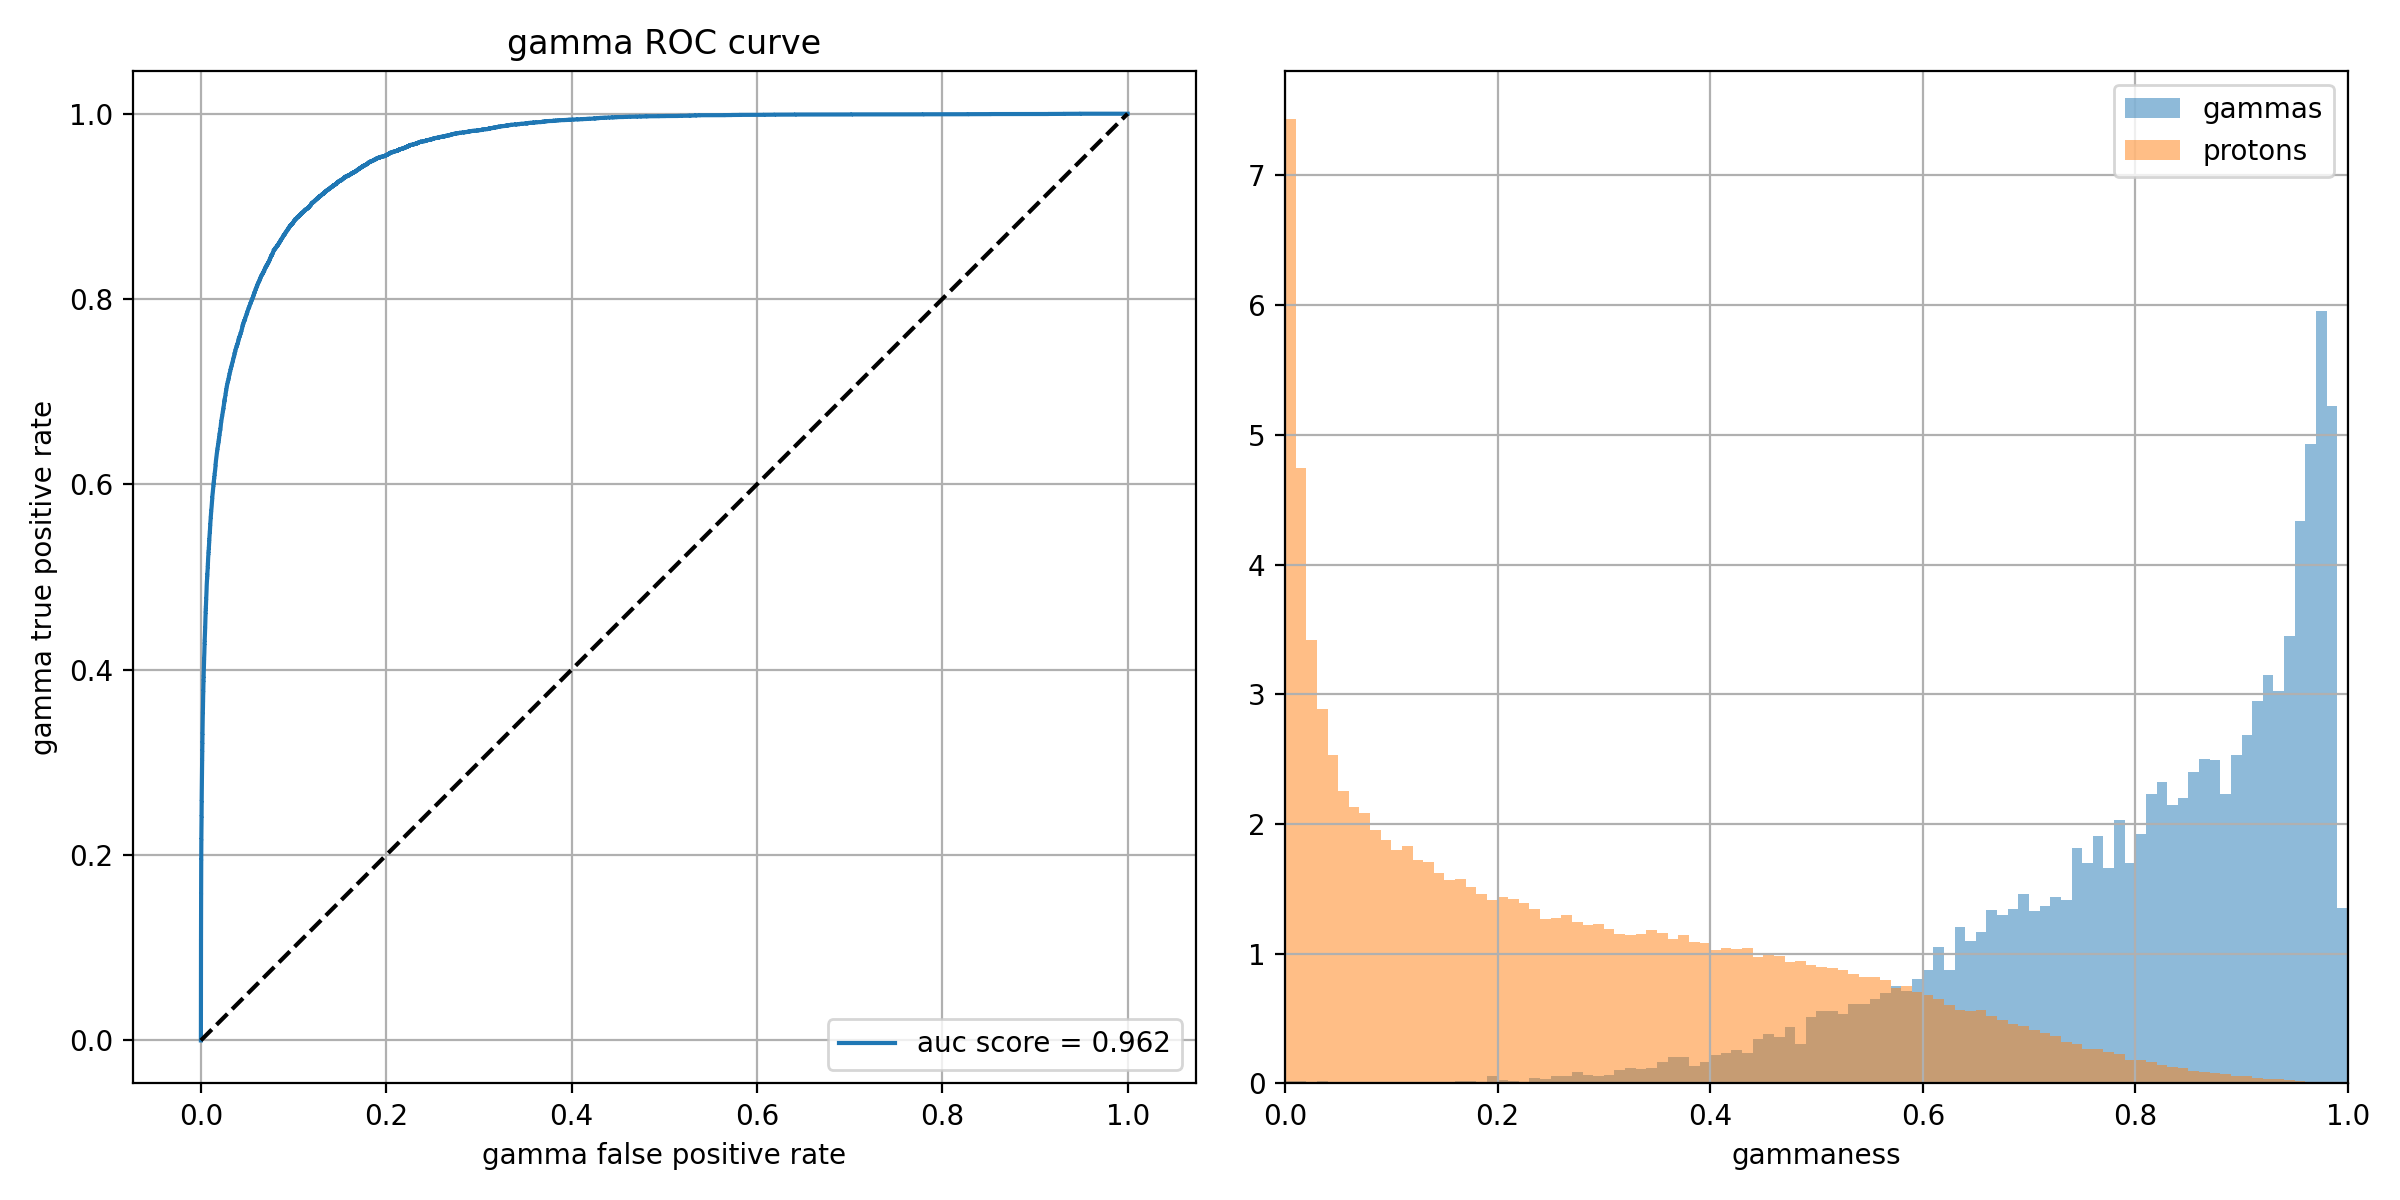 gamma ROC curve
gamma true positive rate
1.0
0.8
0.6
0.4
0.2
0.0
auc score = 0.962
0.0 0.2 0.4 0.6 0.8 1.0
gamma false positive rate
gammas
protons
7
6
5
4
3
2
1
0
0.0 0.2 0.4 0.6 0.8 1.0
gammaness